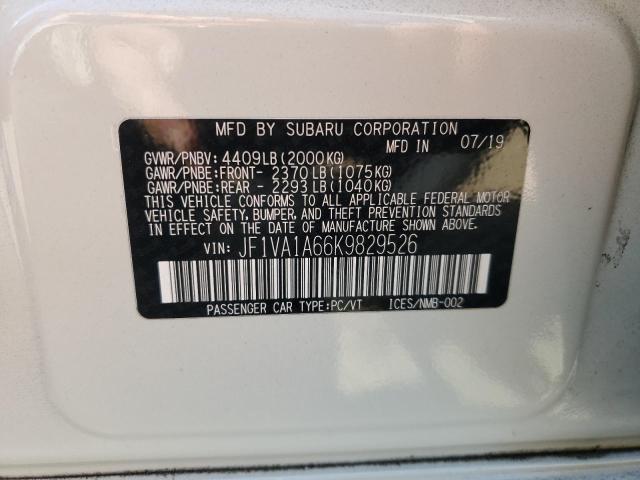 MFD BY SUBARU CORPORATION
MFD IN 07/19
GVWR/PNBV: 4409LB(2000KG)
GAWR/PNBE:FRONT- 2370LB(1075KG)
GAWR/PNBE:REAR - 2293LB(1040KG)
THIS VEHICLE CONFORMS TO ALL APPLICABLE FEDERAL MOTOR
VEHICLE SAFETY, BUMPER, AND THEFT PREVENTION STANDARDS
IN EFFECT ON THE DATE OF MANUFACTURE SHOWN ABOVE.
VIN: JF1VA1A66K9829526
PASSENGER CAR TYPE:PC/VT ICES/NMB-002